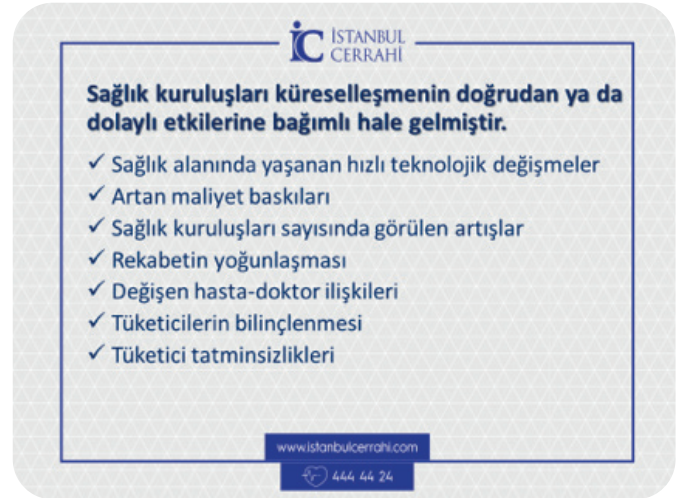 İC İSTANBUL
CERRAHİ
Sağlık kuruluşları küreselleşmenin doğrudan ya da
dolaylı etkilerine bağımlı hale gelmiştir.
✓ Sağlık alanında yaşanan hızlı teknolojik değişmeler
✓ Artan maliyet baskıları
✓ Sağlık kuruluşları sayısında görülen artışlar
✓ Rekabetin yoğunlaşması
✓ Değişen hasta-doktor ilişkileri
✓ Tüketicilerin bilinçlenmesi
✓ Tüketici tatminsizlikleri
www.istanbulcerrahi.com
444 44 24